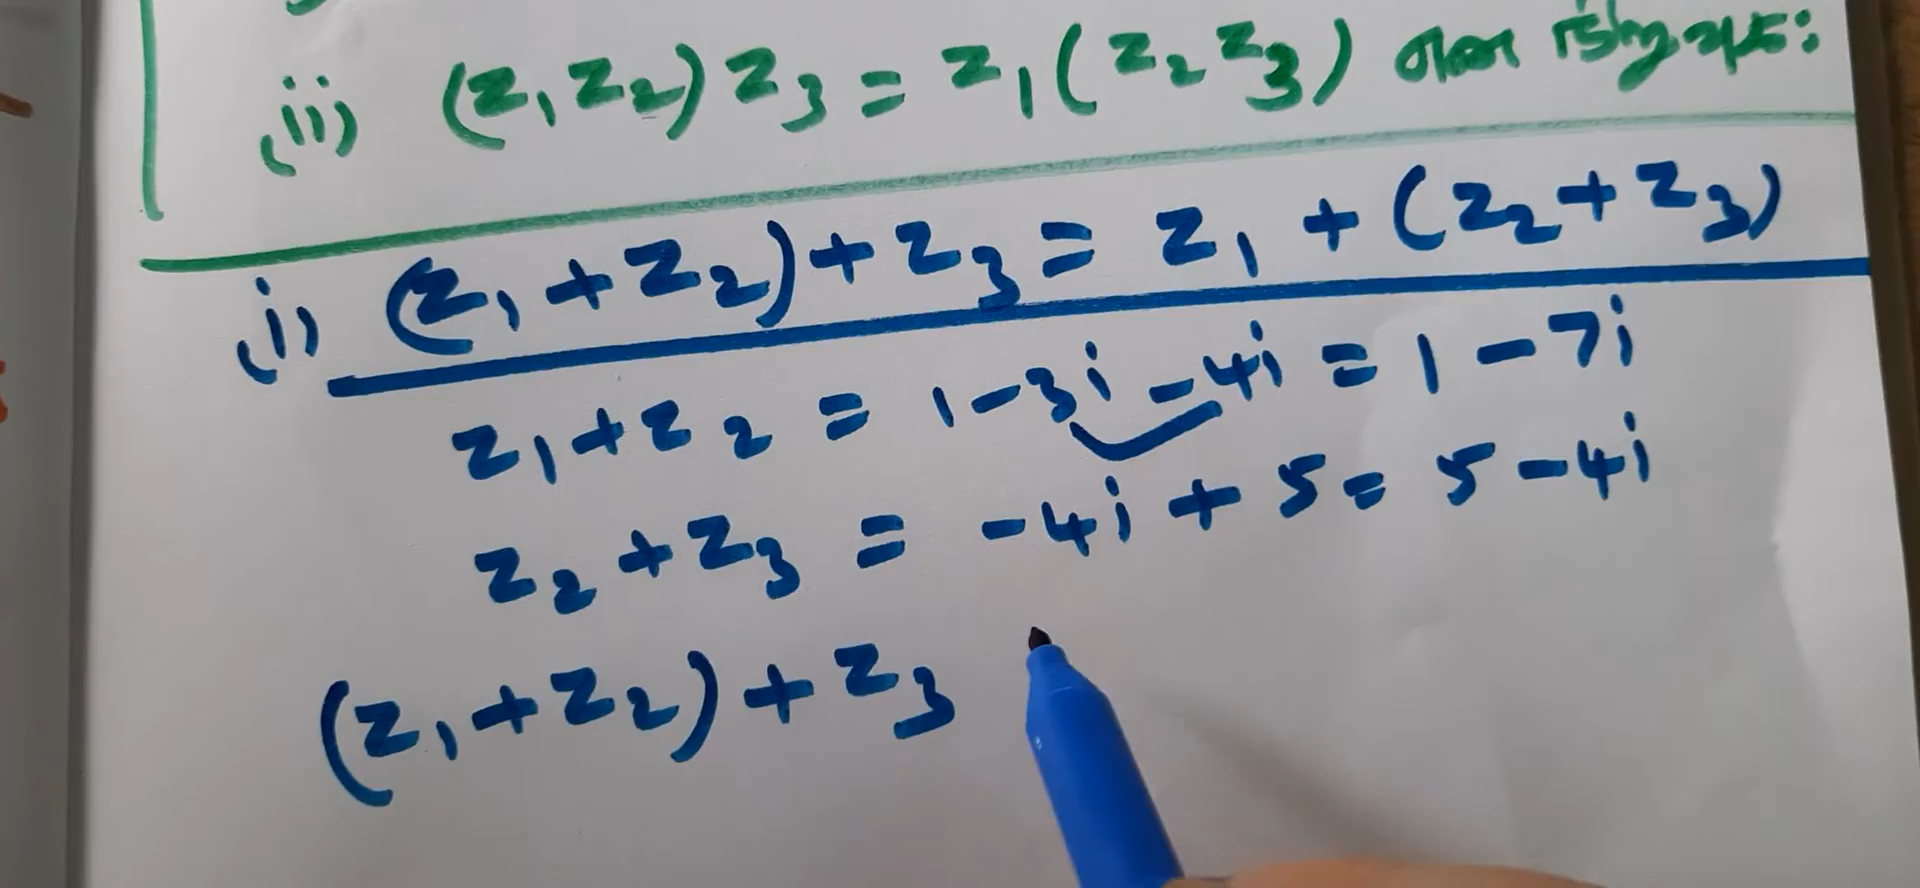 (ii) (z₁z₂)z₃ = z₁(z₂z₃) என நிறுவுக:
(i) (z₁+z₂)+z₃ = z₁ + (z₂+z₃)
z₁+z₂ = 1-3i-4i = 1-7i
z₂+z₃ = -4i+5 = 5-4i
(z₁+z₂)+z₃